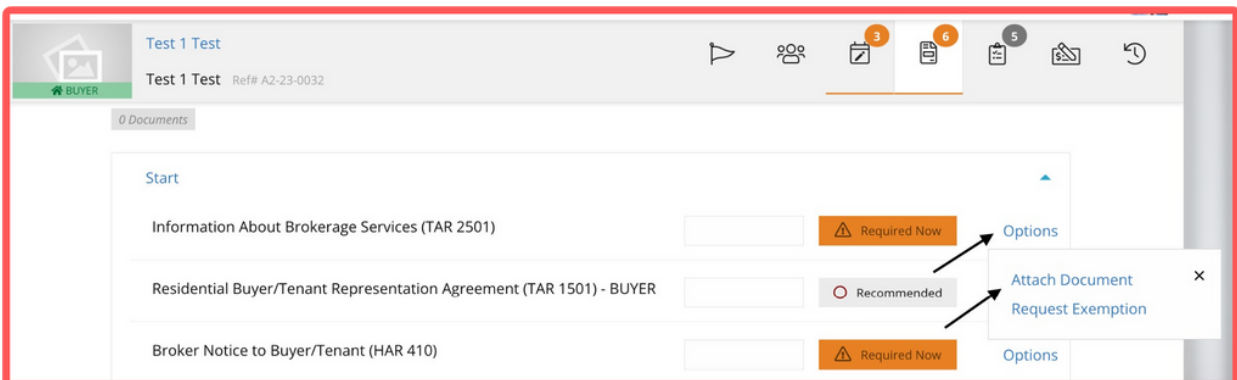 Test 1 Test
Test 1 Test Ref# A2-23-0032
BUYER
3
6
5
0 Documents
Start
Information About Brokerage Services (TAR 2501)
Required Now
Options
Attach Document
Request Exemption
Residential Buyer/Tenant Representation Agreement (TAR 1501) - BUYER
Recommended
Broker Notice to Buyer/Tenant (HAR 410)
Required Now
Options